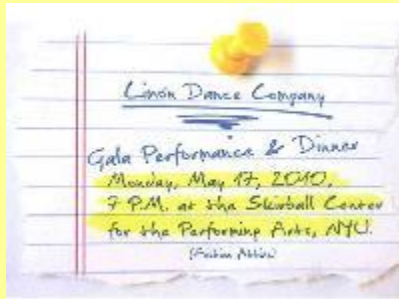 Limón Dance Company
Gala Performance & Dinner
Monday, May 17, 2010,
7 P.M. at the Skirball Center
for the Performing Arts, NYU.